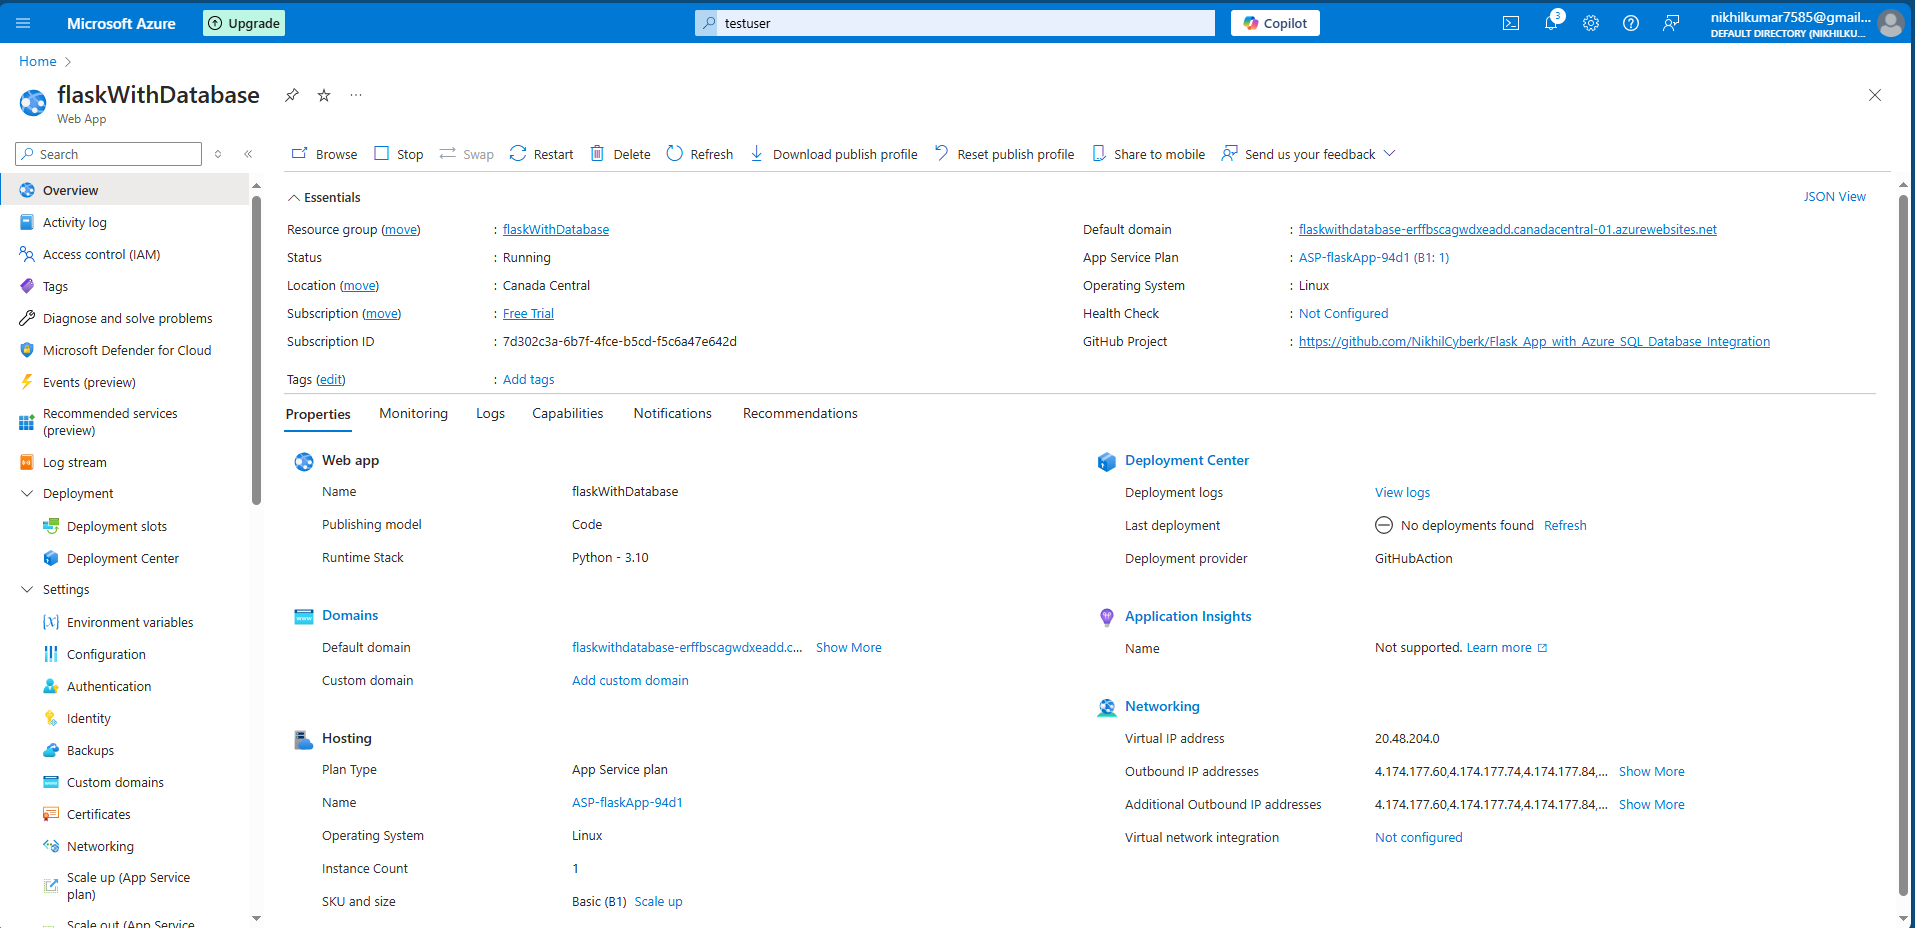 Microsoft Azure
Upgrade
testuser
Copilot
3
nikhilkumar7585@gmail...
DEFAULT DIRECTORY (NIKHILKU...
Home
flaskWithDatabase
Web App
Search
Browse Stop Swap Restart Delete Refresh Download publish profile Reset publish profile Share to mobile Send us your feedback
Overview
Activity log
Access control (IAM)
Tags
Diagnose and solve problems
Microsoft Defender for Cloud
Events (preview)
Recommended services
(preview)
Log stream
Deployment
Deployment slots
Deployment Center
Settings
Environment variables
Configuration
Authentication
Identity
Backups
Custom domains
Certificates
Networking
Scale up (App Service
plan)
Scale out (App Service
Essentials
JSON View
Resource group (move) : flaskWithDatabase
Status : Running
Location (move) : Canada Central
Subscription (move) : Free Trial
Subscription ID : 7d302c3a-6b7f-4fce-b5cd-f5c6a47e642d
Default domain : flaskwithdatabase-erffbscagwdxeadd.canadacentral-01.azurewebsites.net
App Service Plan : ASP-flaskApp-94d1 (B1: 1)
Operating System : Linux
Health Check : Not Configured
GitHub Project : https://github.com/NikhilCyberk/Flask_App_with_Azure_SQL_Database_Integration
Tags (edit) : Add tags
Properties Monitoring Logs Capabilities Notifications Recommendations
Web app
Name flaskWithDatabase
Publishing model Code
Runtime Stack Python - 3.10
Domains
Default domain flaskwithdatabase-erffbscagwdxeadd.c... Show More
Custom domain Add custom domain
Hosting
Plan Type App Service plan
Name ASP-flaskApp-94d1
Operating System Linux
Instance Count 1
SKU and size Basic (B1) Scale up
Deployment Center
Deployment logs View logs
Last deployment No deployments found Refresh
Deployment provider GitHubAction
Application Insights
Name Not supported. Learn more
Networking
Virtual IP address 20.48.204.0
Outbound IP addresses 4.174.177.60,4.174.177.74,4.174.177.84,... Show More
Additional Outbound IP addresses 4.174.177.60,4.174.177.74,4.174.177.84,... Show More
Virtual network integration Not configured